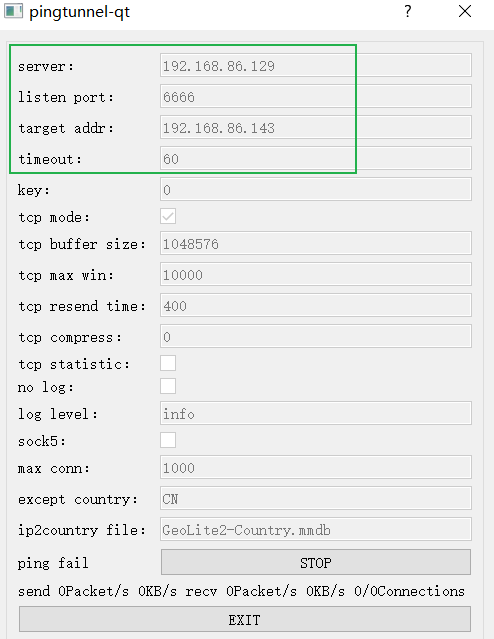 pingtunnel-qt ? ×
server: 192.168.86.129
listen port: 6666
target addr: 192.168.86.143
timeout: 60
key: 0
tcp mode:
tcp buffer size: 1048576
tcp max win: 10000
tcp resend time: 400
tcp compress: 0
tcp statistic:
no log:
log level: info
sock5:
max conn: 1000
except country: CN
ip2country file: GeoLite2-Country.mmdb
ping fail STOP
send 0Packet/s 0KB/s recv 0Packet/s 0KB/s 0/0Connections
EXIT